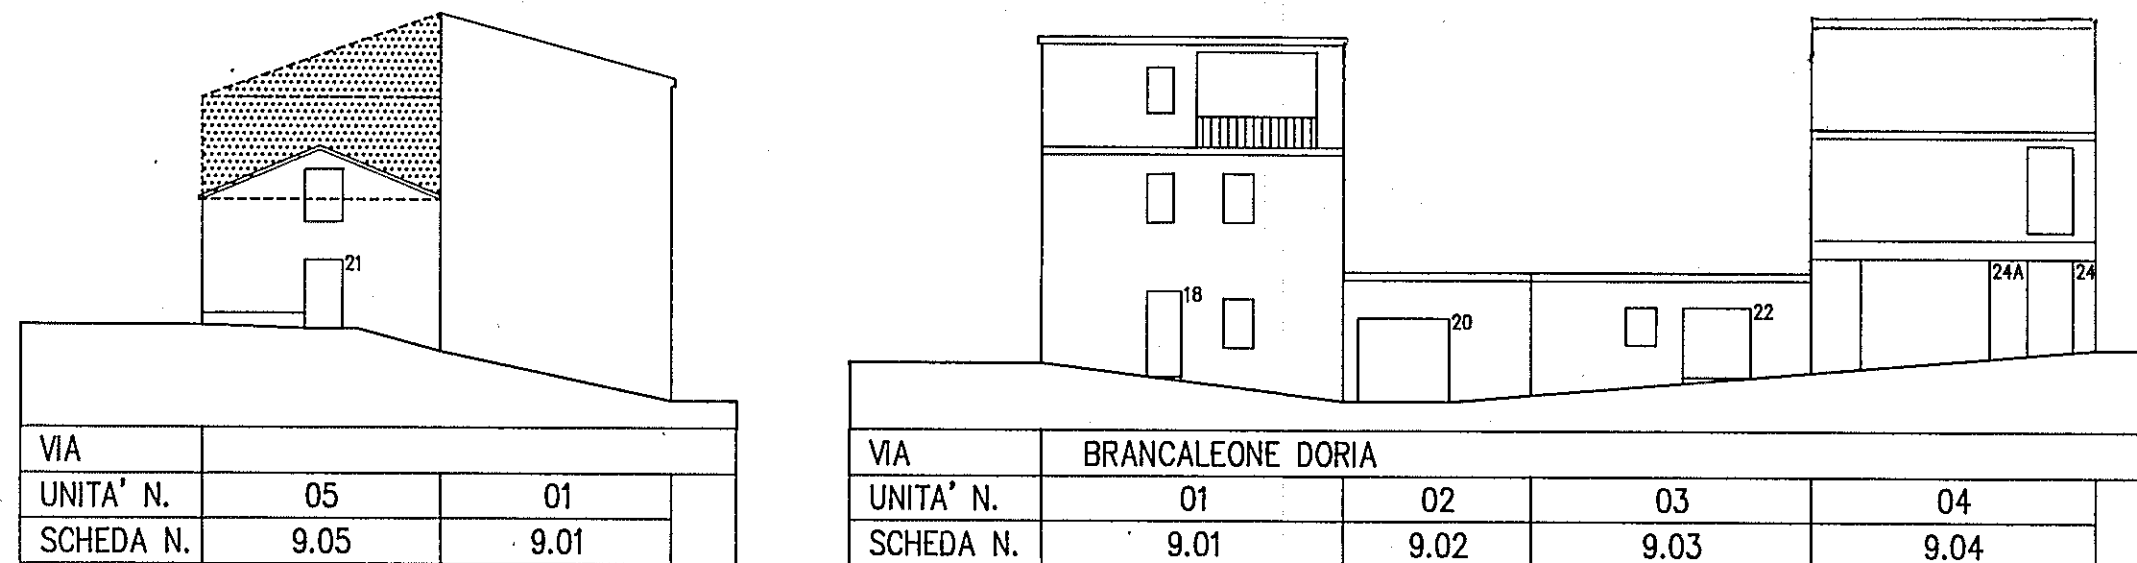 21
VIA
UNITA' N. 05 01
SCHEDA N. 9.05 9.01
18
20
22
24A 24
VIA BRANCALEONE DORIA
UNITA' N. 01 02 03 04
SCHEDA N. 9.01 9.02 9.03 9.04